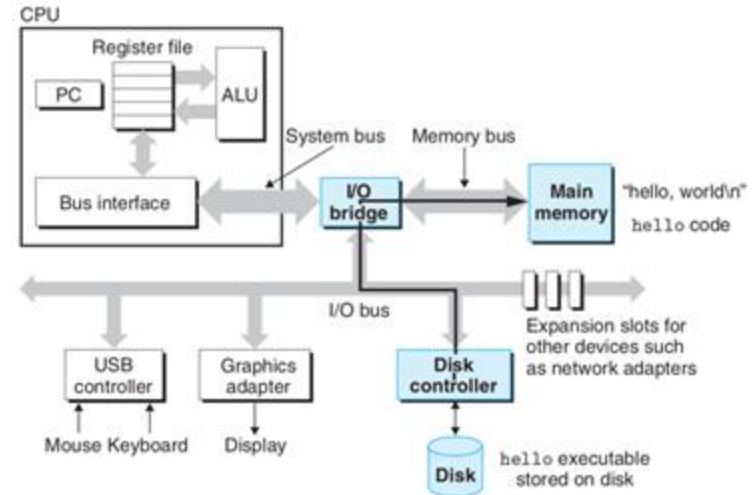 CPU
Register file
PC
ALU
System bus
Memory bus
Bus interface
I/O
bridge
Main
memory
"hello, world\n"
hello code
I/O bus
Expansion slots for
other devices such
as network adapters
USB
controller
Graphics
adapter
Disk
controller
Mouse Keyboard
Display
Disk
hello executable
stored on disk